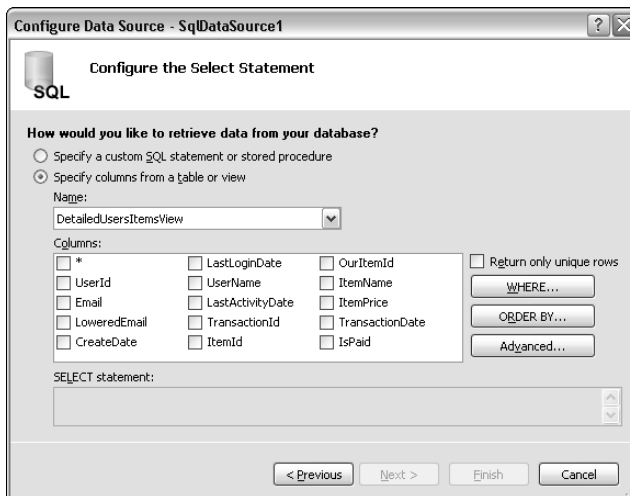 Configure Data Source - SqlDataSource1
SQL
Configure the Select Statement
How would you like to retrieve data from your database?
Specify a custom SQL statement or stored procedure
Specify columns from a table or view
Name:
DetailedUsersItemsView
Columns:
* LastLoginDate OurItemId
Return only unique rows
UserId UserName ItemName
WHERE...
Email LastActivityDate ItemPrice
ORDER BY...
LoweredEmail TransactionId TransactionDate
CreateDate ItemId IsPaid
Advanced...
SELECT statement:
< Previous Next > Finish Cancel